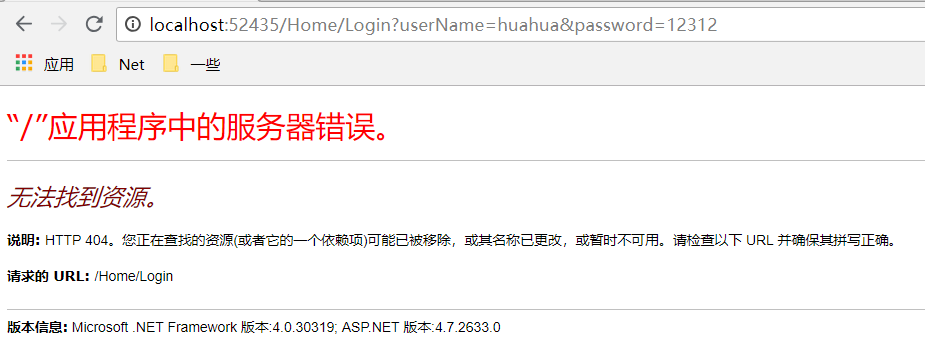 localhost:52435/Home/Login?userName=huahua&password=12312
应用 Net 一些
“/”应用程序中的服务器错误。
无法找到资源。
说明: HTTP 404。您正在查找的资源(或者它的一个依赖项)可能已被移除，或其名称已更改，或暂时不可用。请检查以下 URL 并确保其拼写正确。
请求的 URL: /Home/Login
版本信息: Microsoft .NET Framework 版本:4.0.30319; ASP.NET 版本:4.7.2633.0